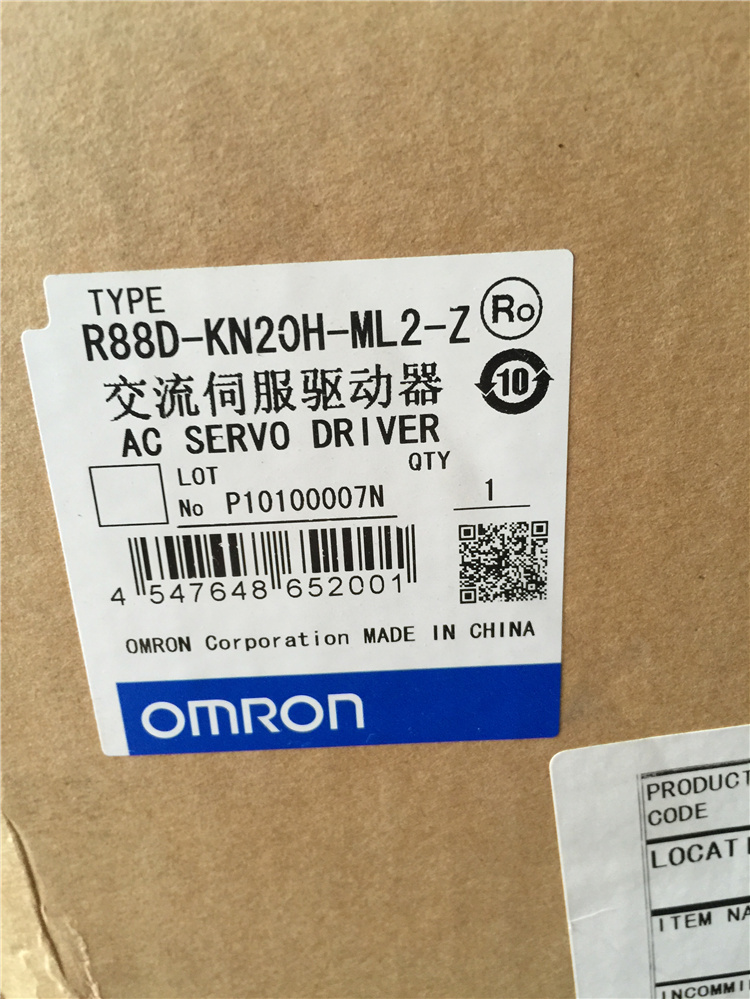 TYPE
R88D-KN20H-ML2-Z
Ro
交流伺服驱动器
10
AC SERVO DRIVER
LOT
No P10100007N
QTY
1
4 547648 652001
OMRON Corporation MADE IN CHINA
OMRON
PRODUCT
CODE
LOCATI
ITEM NA
INCOMMI